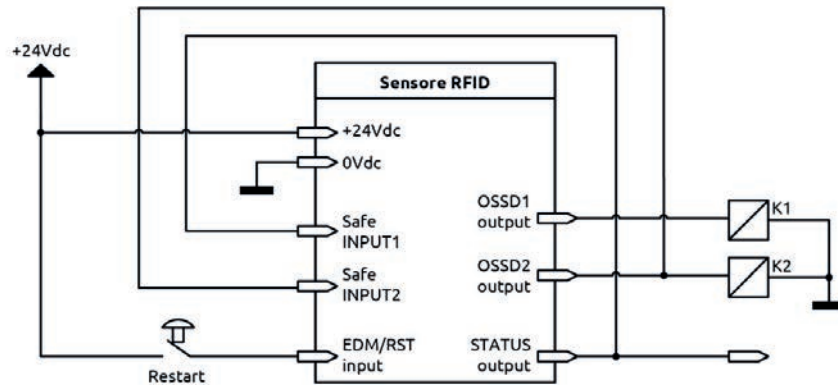 +24Vdc
Sensore RFID
+24Vdc
0Vdc
Safe
INPUT1
Safe
INPUT2
EDM/RST
input
OSSD1
output
OSSD2
output
STATUS
output
K1
K2
Restart